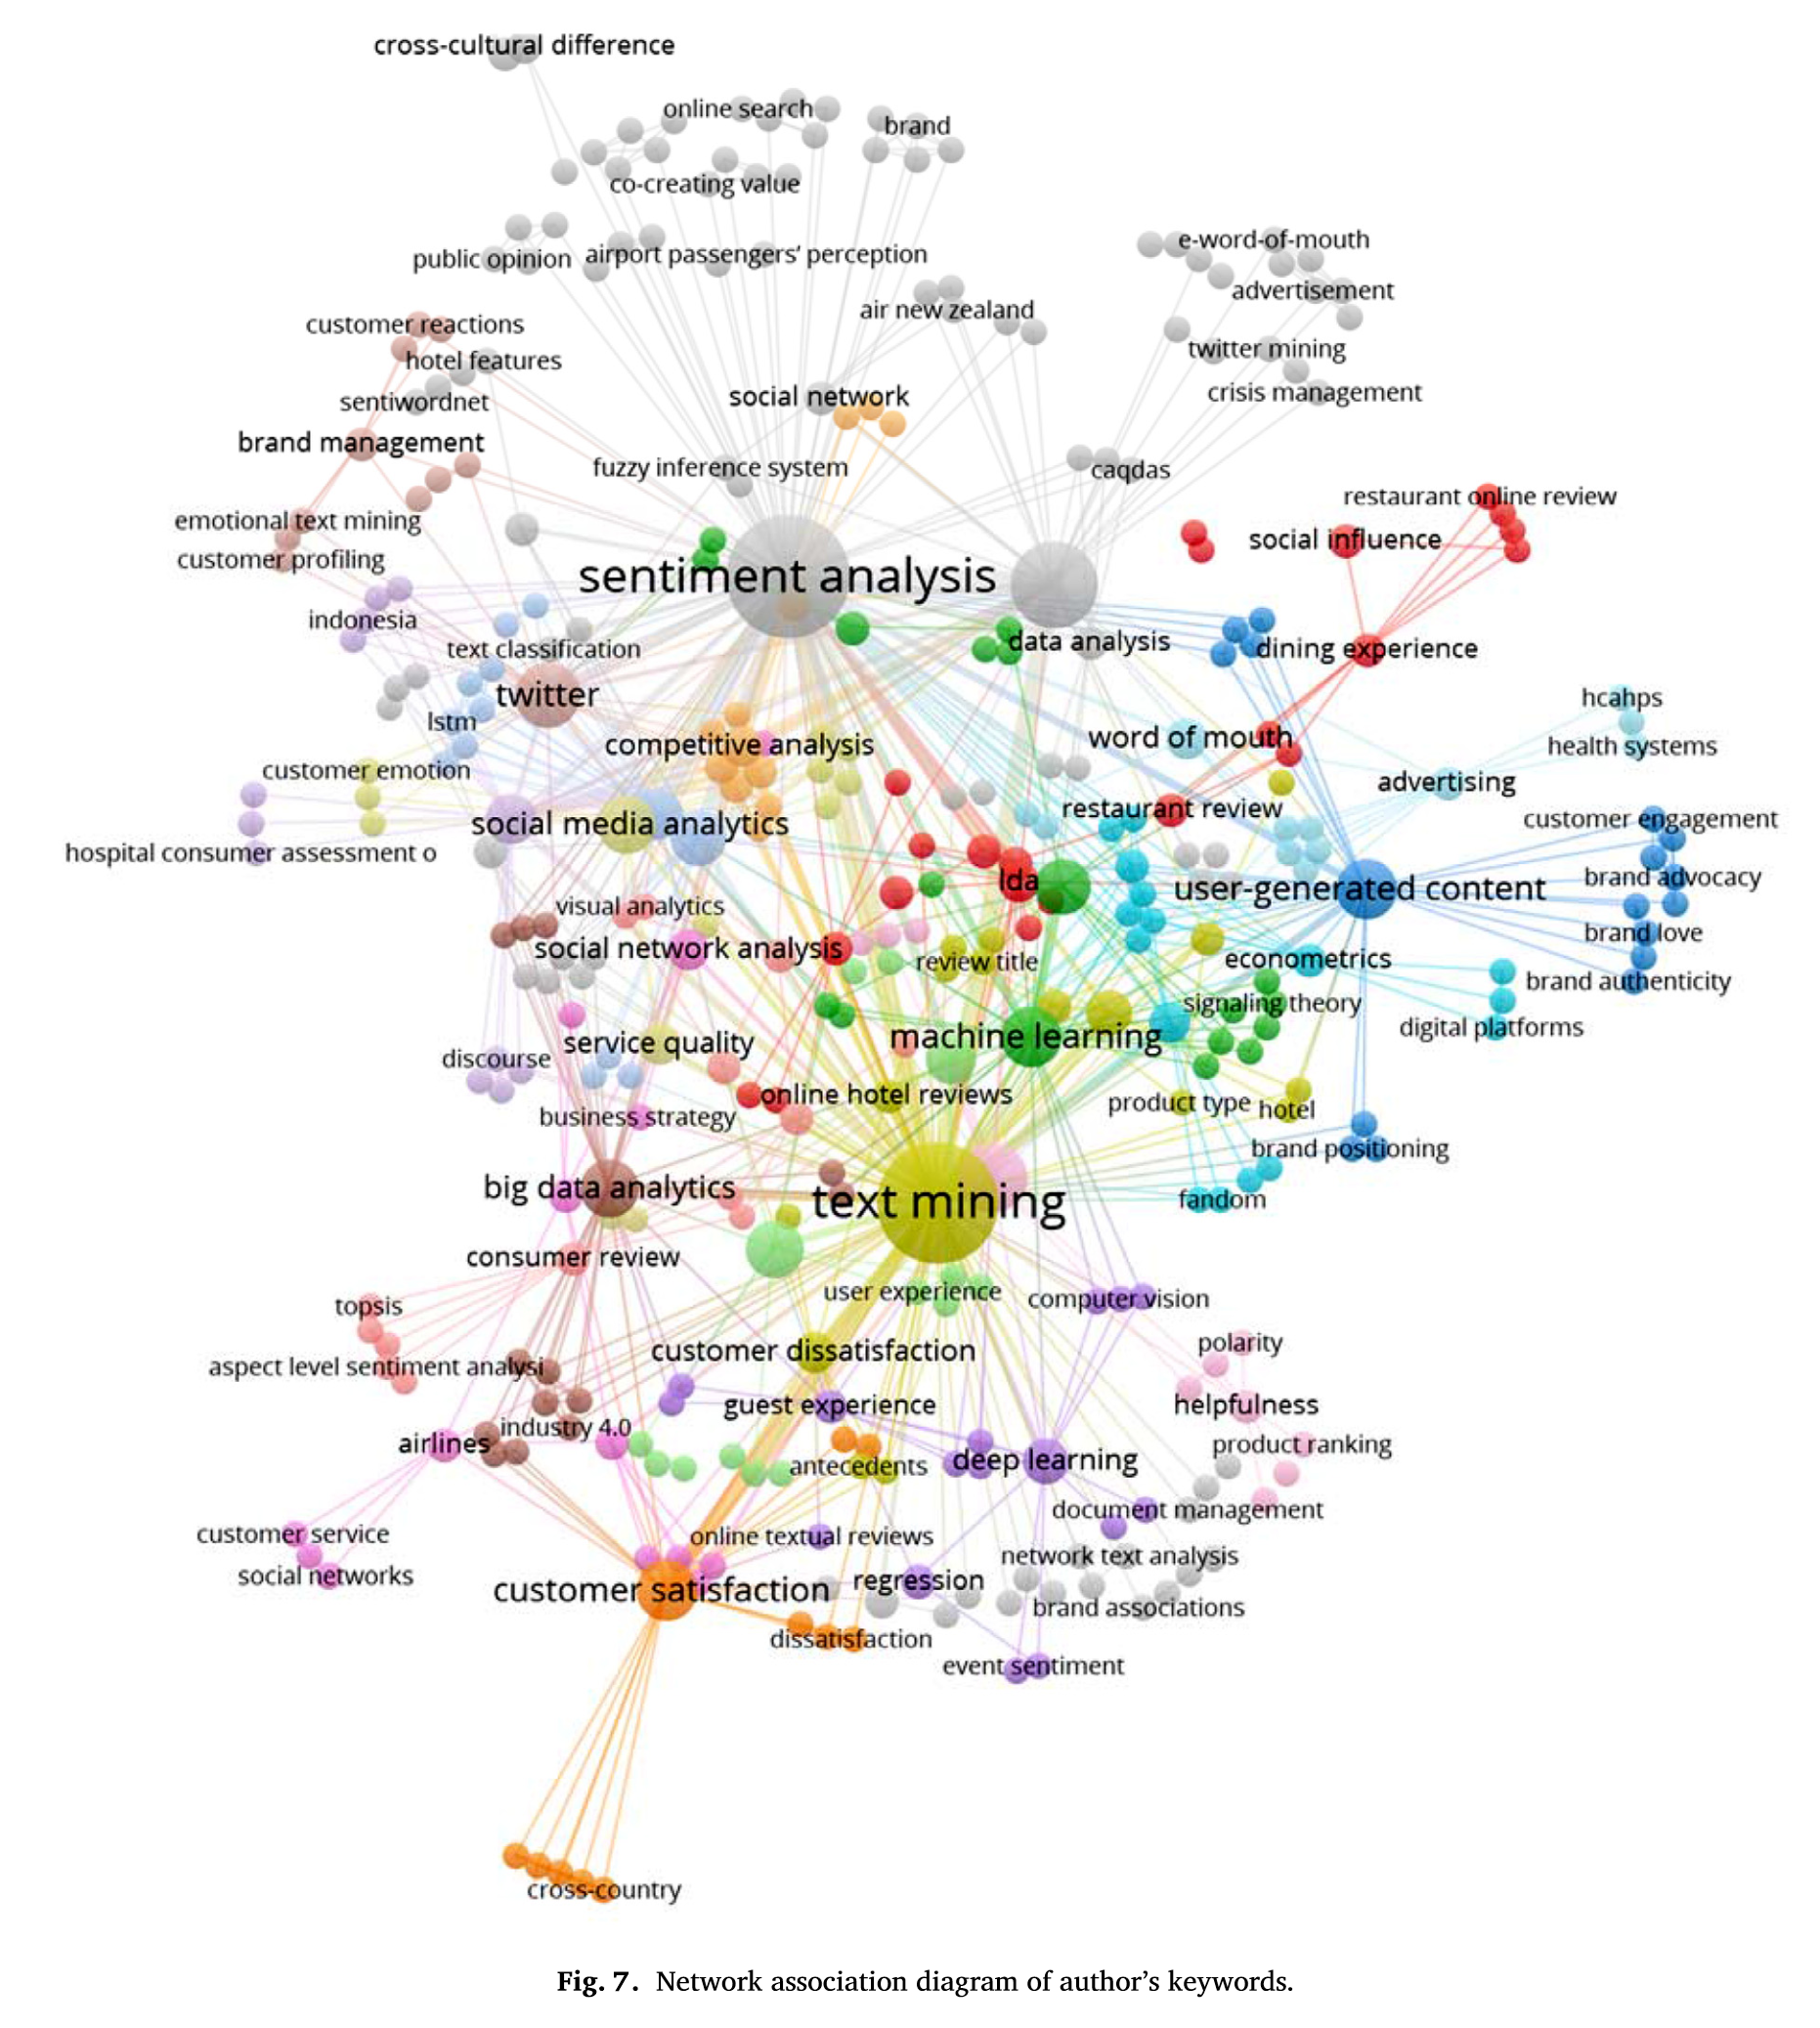 cross-cultural difference
online search
brand
co-creating value
e-word-of-mouth
public opinion
airport passengers' perception
advertisement
air new zealand
customer reactions
twitter mining
hotel features
crisis management
social network
sentiwordnet
brand management
fuzzy inference system
caqdas
restaurant online review
emotional text mining
social influence
customer profiling
sentiment analysis
indonesia
data analysis
text classification
dining experience
twitter
hcahps
lstm
word of mouth
competitive analysis
health systems
customer emotion
advertising
restaurant review
customer engagement
social media analytics
hospital consumer assessment o
lda
brand advocacy
user-generated content
visual analytics
brand love
social network analysis
econometrics
review title
brand authenticity
signaling theory
digital platforms
machine learning
service quality
discourse
online hotel reviews
product type
hotel
business strategy
brand positioning
big data analytics
text mining
fandom
consumer review
user experience
computer vision
topsis
polarity
customer dissatisfaction
aspect level sentiment analysi
guest experience
helpfulness
industry 4.0
airlines
product ranking
deep learning
antecedents
document management
customer service
online textual reviews
network text analysis
social networks
regression
customer satisfaction
brand associations
dissatisfaction
event sentiment
cross-country
Fig. 7. Network association diagram of author's keywords.